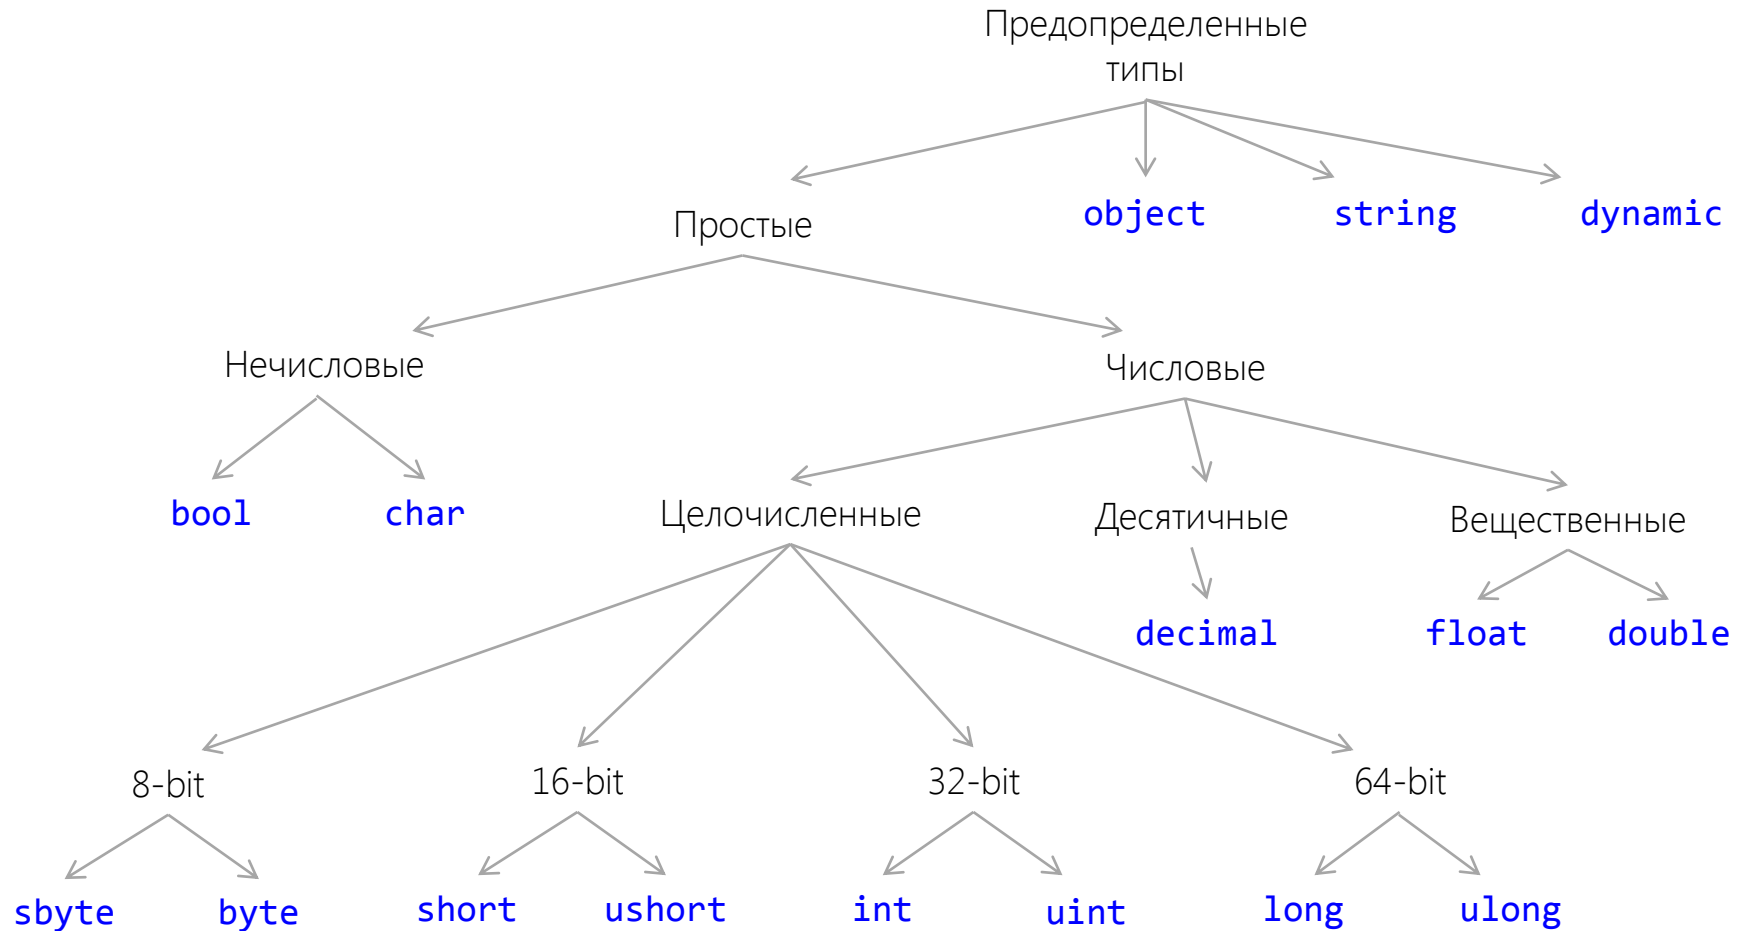 Предопределенные
типы
object string dynamic
Простые
Нечисловые Числовые
bool char Целочисленные Десятичные Вещественные
decimal float double
8-bit 16-bit 32-bit 64-bit
sbyte byte short ushort int uint long ulong